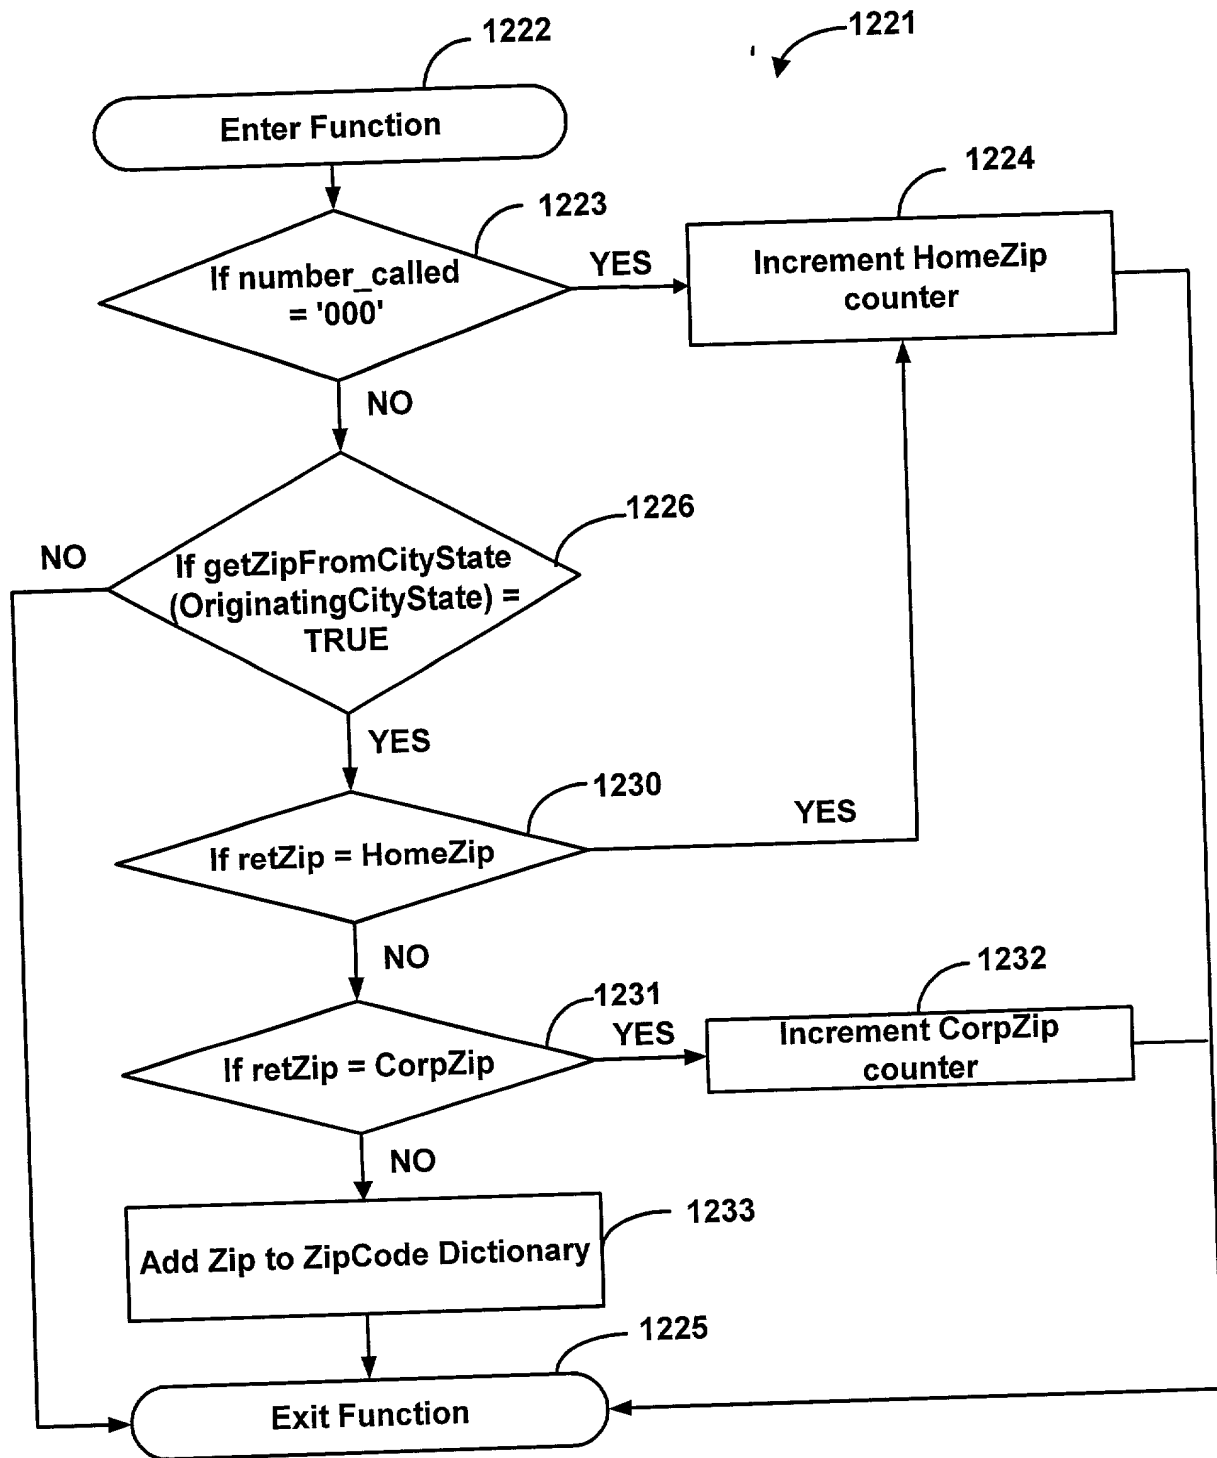 1222
1221
Enter Function
1224
1223
If number_called
= '000'
YES
Increment HomeZip
counter
NO
1226
NO
If getZipFromCityState
(OriginatingCityState) =
TRUE
YES
1230
YES
If retZip = HomeZip
NO
1232
1231
YES
Increment CorpZip
counter
If retZip = CorpZip
NO
1233
Add Zip to ZipCode Dictionary
1225
Exit Function